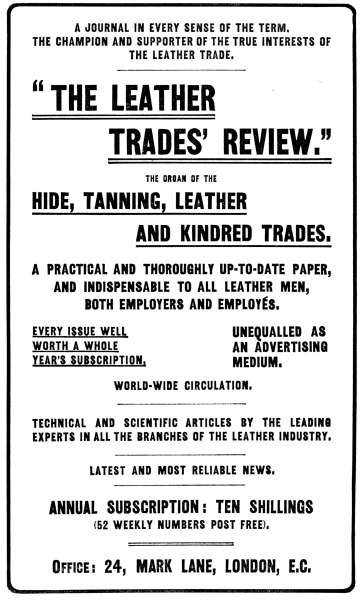 A JOURNAL IN EVERY SENSE OF THE TERM.
THE CHAMPION AND SUPPORTER OF THE TRUE INTERESTS OF
THE LEATHER TRADE.
“THE LEATHER
TRADES’ REVIEW.”
THE ORGAN OF THE
HIDE, TANNING, LEATHER
AND KINDRED TRADES.
A PRACTICAL AND THOROUGHLY UP-TO-DATE PAPER,
AND INDISPENSABLE TO ALL LEATHER MEN,
BOTH EMPLOYERS AND EMPLOYÉS.
EVERY ISSUE WELL
WORTH A WHOLE
YEAR’S SUBSCRIPTION.
UNEQUALLED AS
AN ADVERTISING
MEDIUM.
WORLD-WIDE CIRCULATION.
TECHNICAL AND SCIENTIFIC ARTICLES BY THE LEADING
EXPERTS IN ALL THE BRANCHES OF THE LEATHER INDUSTRY.
LATEST AND MOST RELIABLE NEWS.
ANNUAL SUBSCRIPTION: TEN SHILLINGS
(52 WEEKLY NUMBERS POST FREE).
OFFICE: 24, MARK LANE, LONDON, E.C.